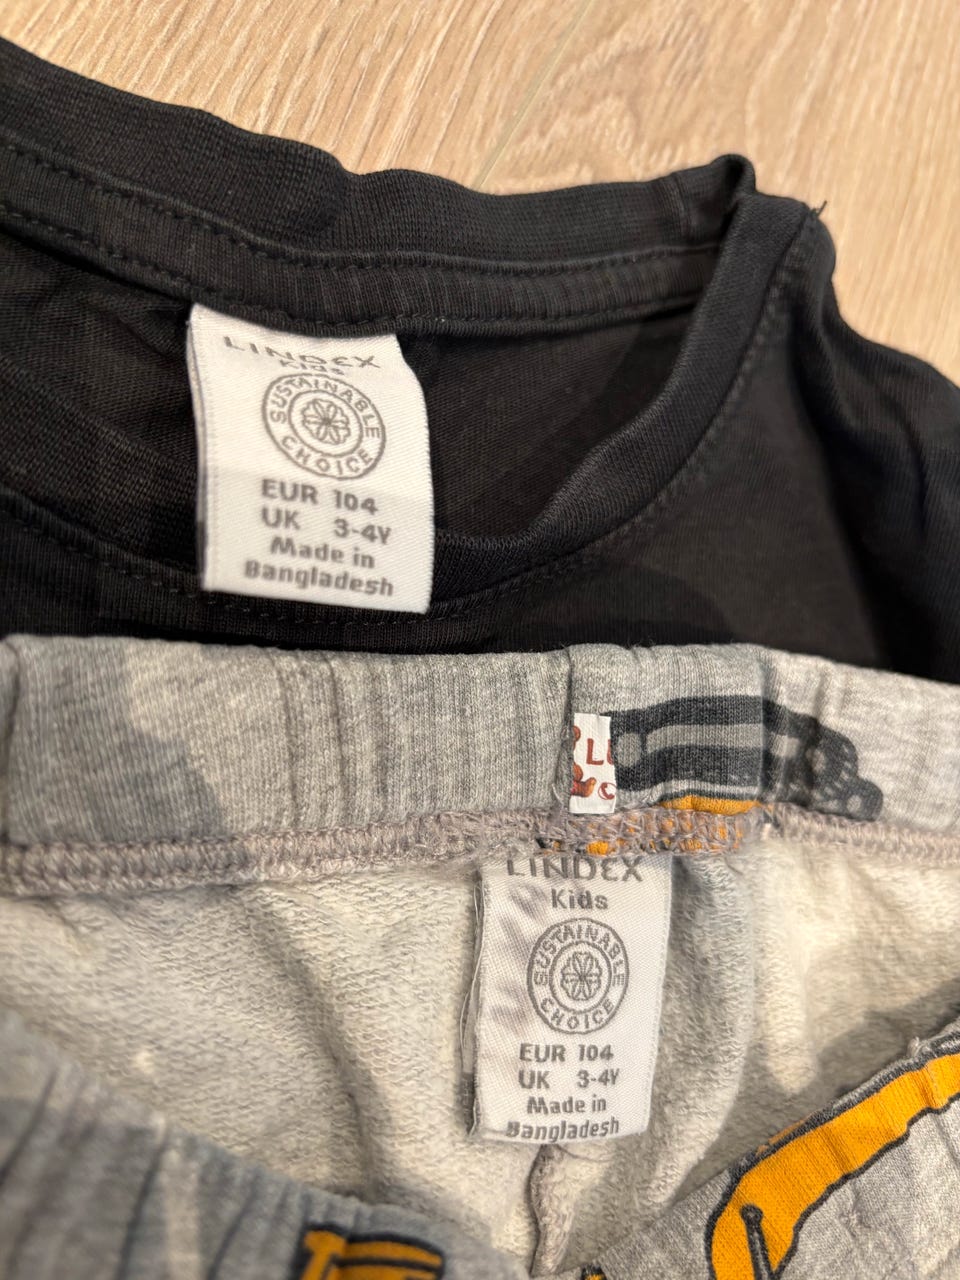 LINDEX
Kids
SUSTAINABLE
CHOICE
EUR 104
UK 3-4Y
Made in
Bangladesh
LINDEX
Kids
SUSTAINABLE
CHOICE
EUR 104
UK 3-4Y
Made in
Bangladesh